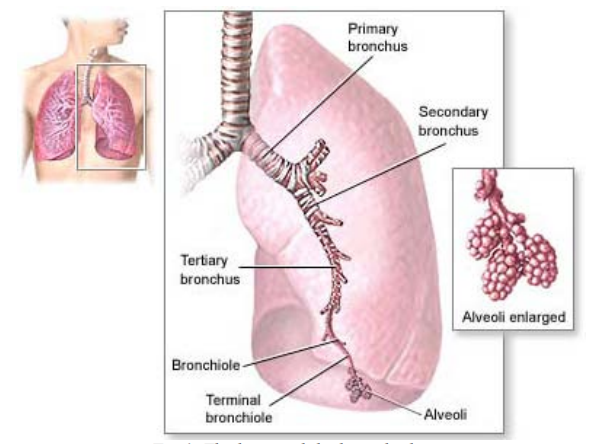 Primary
bronchus
Secondary
bronchus
Tertiary
bronchus
Alveoli enlarged
Bronchiole
Terminal
bronchiole
Alveoli